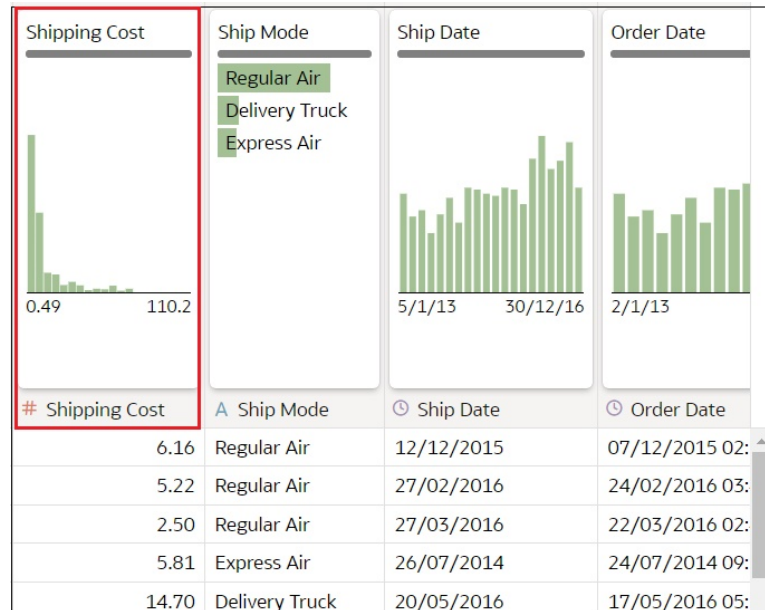 Shipping Cost Ship Mode Ship Date Order Date
Regular Air
Delivery Truck
Express Air
0.49 110.2 5/1/13 30/12/16 2/1/13
# Shipping Cost A Ship Mode Ship Date Order Date
6.16 Regular Air 12/12/2015 07/12/2015 02:
5.22 Regular Air 27/02/2016 24/02/2016 03:
2.50 Regular Air 27/03/2016 22/03/2016 02:
5.81 Express Air 26/07/2014 24/07/2014 09:
14.70 Delivery Truck 20/05/2016 17/05/2016 05: